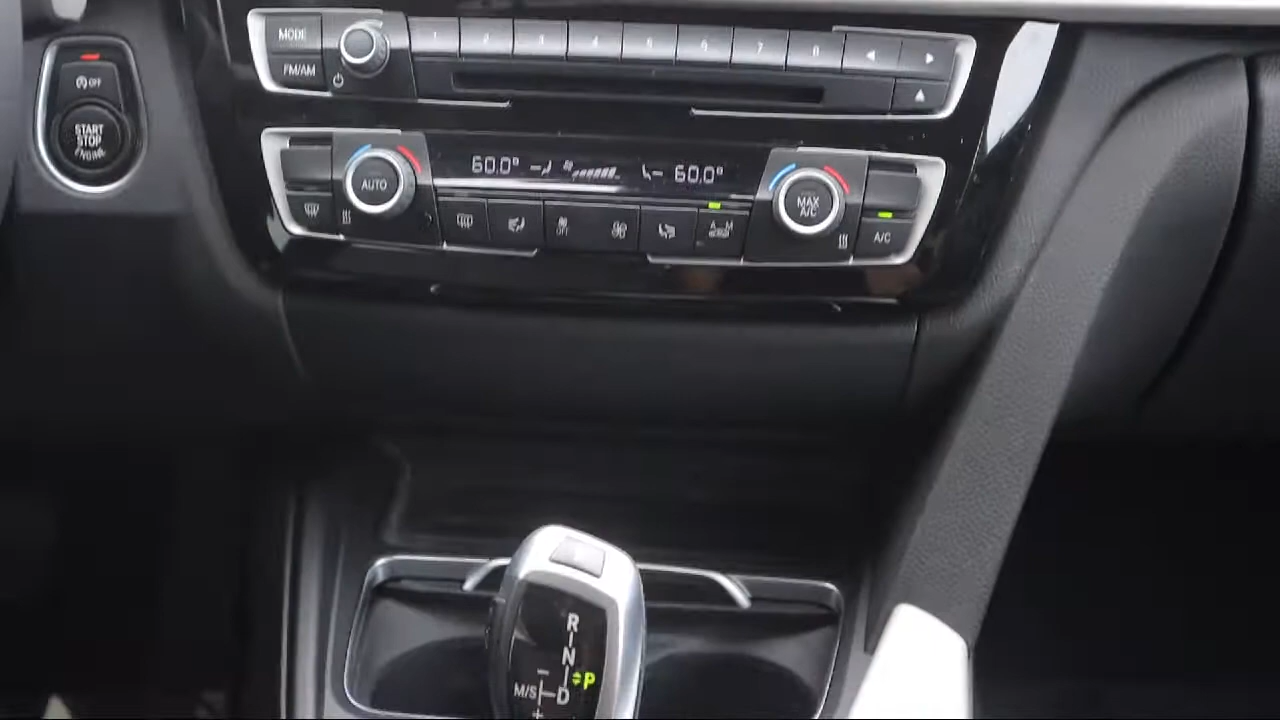 MODE
FM/AM
1 2 3 4 5 6 7 8
OFF
START
STOP
ENGINE
AUTO
60.0° 60.0°
MAX
A/C
OFF
A M
A/C
R
N
P
M/S D
+